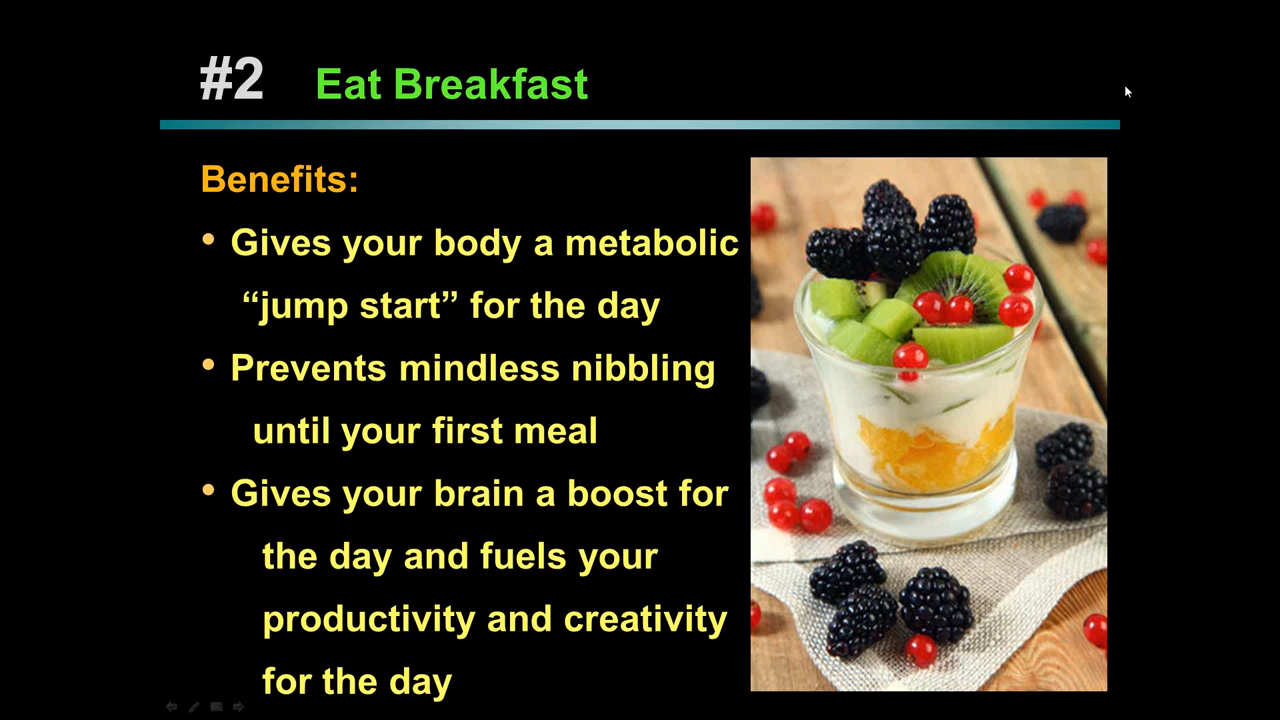 #2 Eat Breakfast
Benefits:
• Gives your body a metabolic
“jump start” for the day
• Prevents mindless nibbling
until your first meal
• Gives your brain a boost for
the day and fuels your
productivity and creativity
for the day